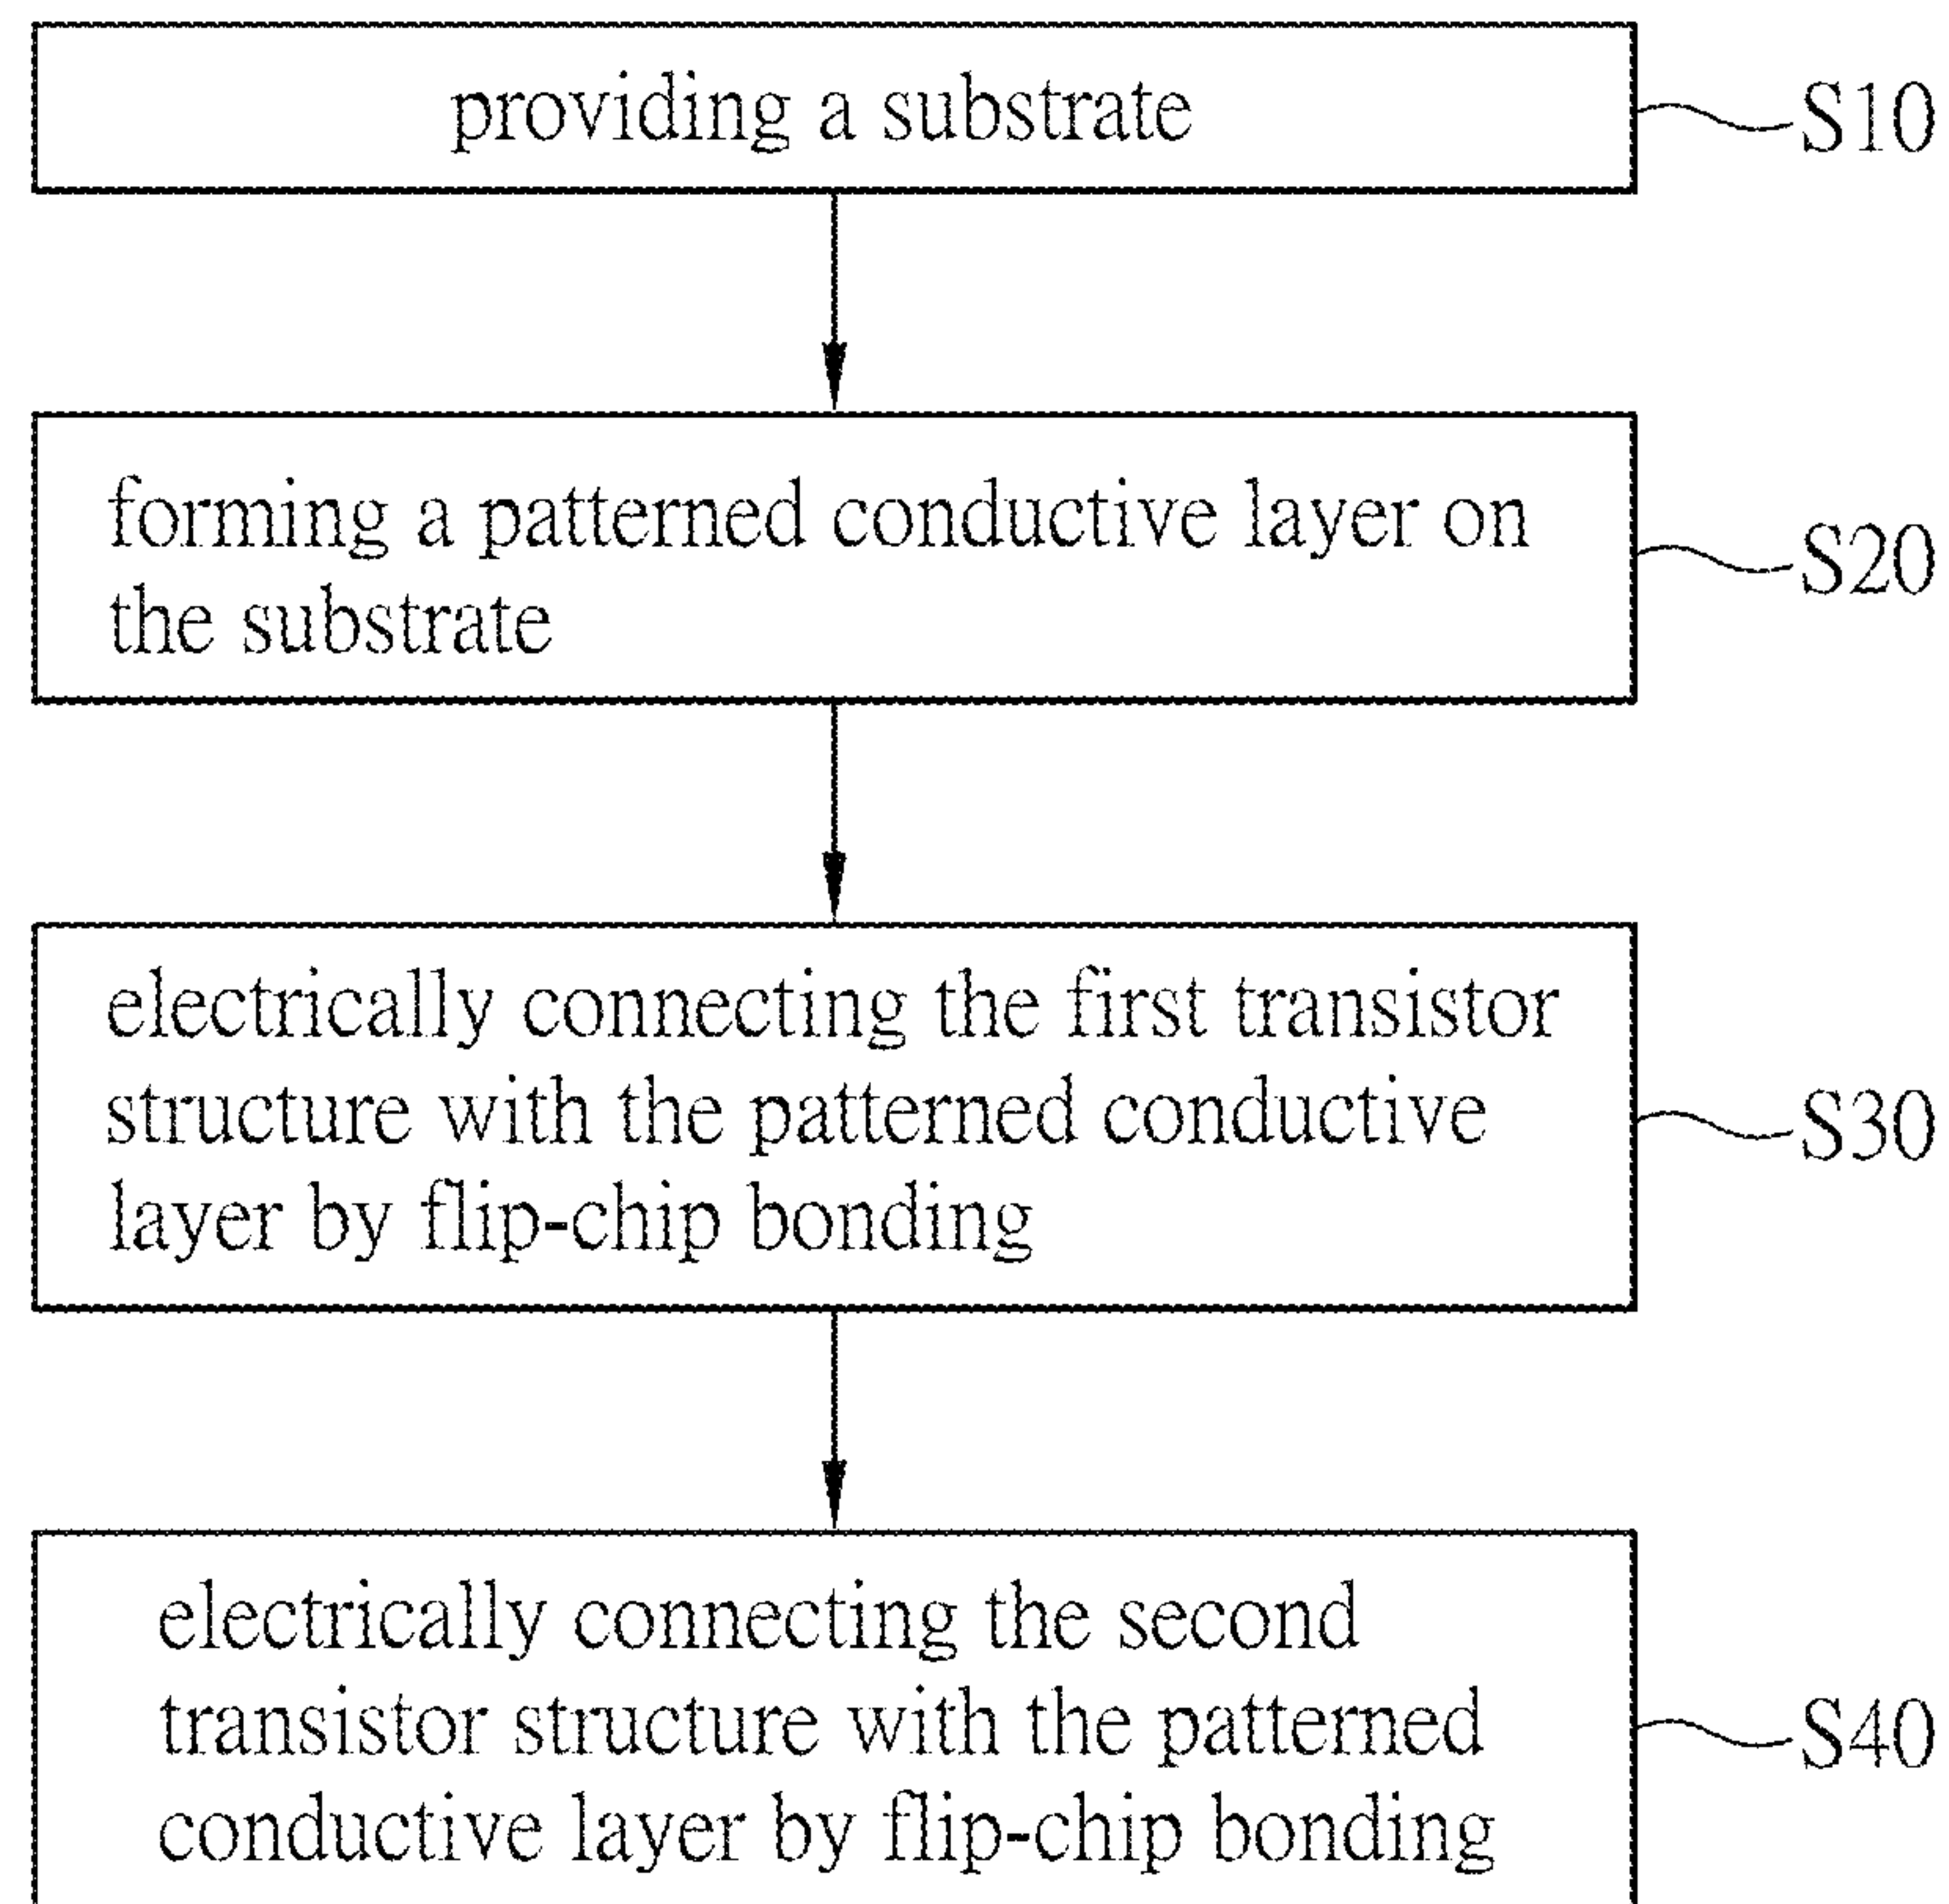 providing a substrate
S10
forming a patterned conductive layer on
the substrate
S20
electrically connecting the first transistor
structure with the patterned conductive
layer by flip-chip bonding
S30
electrically connecting the second
transistor structure with the patterned
conductive layer by flip-chip bonding
S40